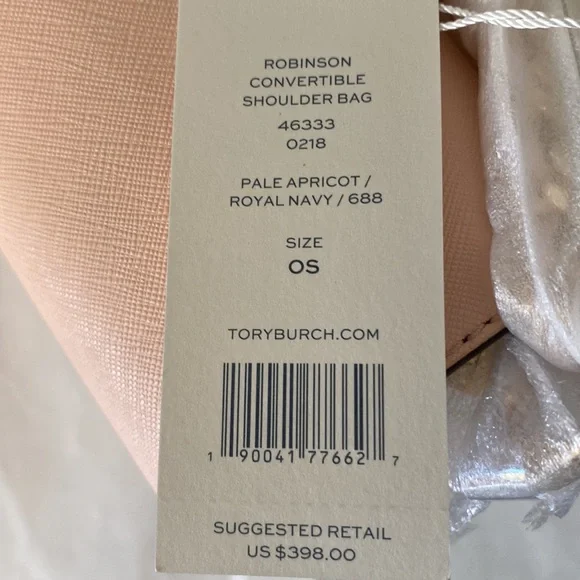 ROBINSON
CONVERTIBLE
SHOULDER BAG
46333
0218
PALE APRICOT /
ROYAL NAVY / 688
SIZE
OS
TORYBURCH.COM
1 90041 77662 7
SUGGESTED RETAIL
US $398.00